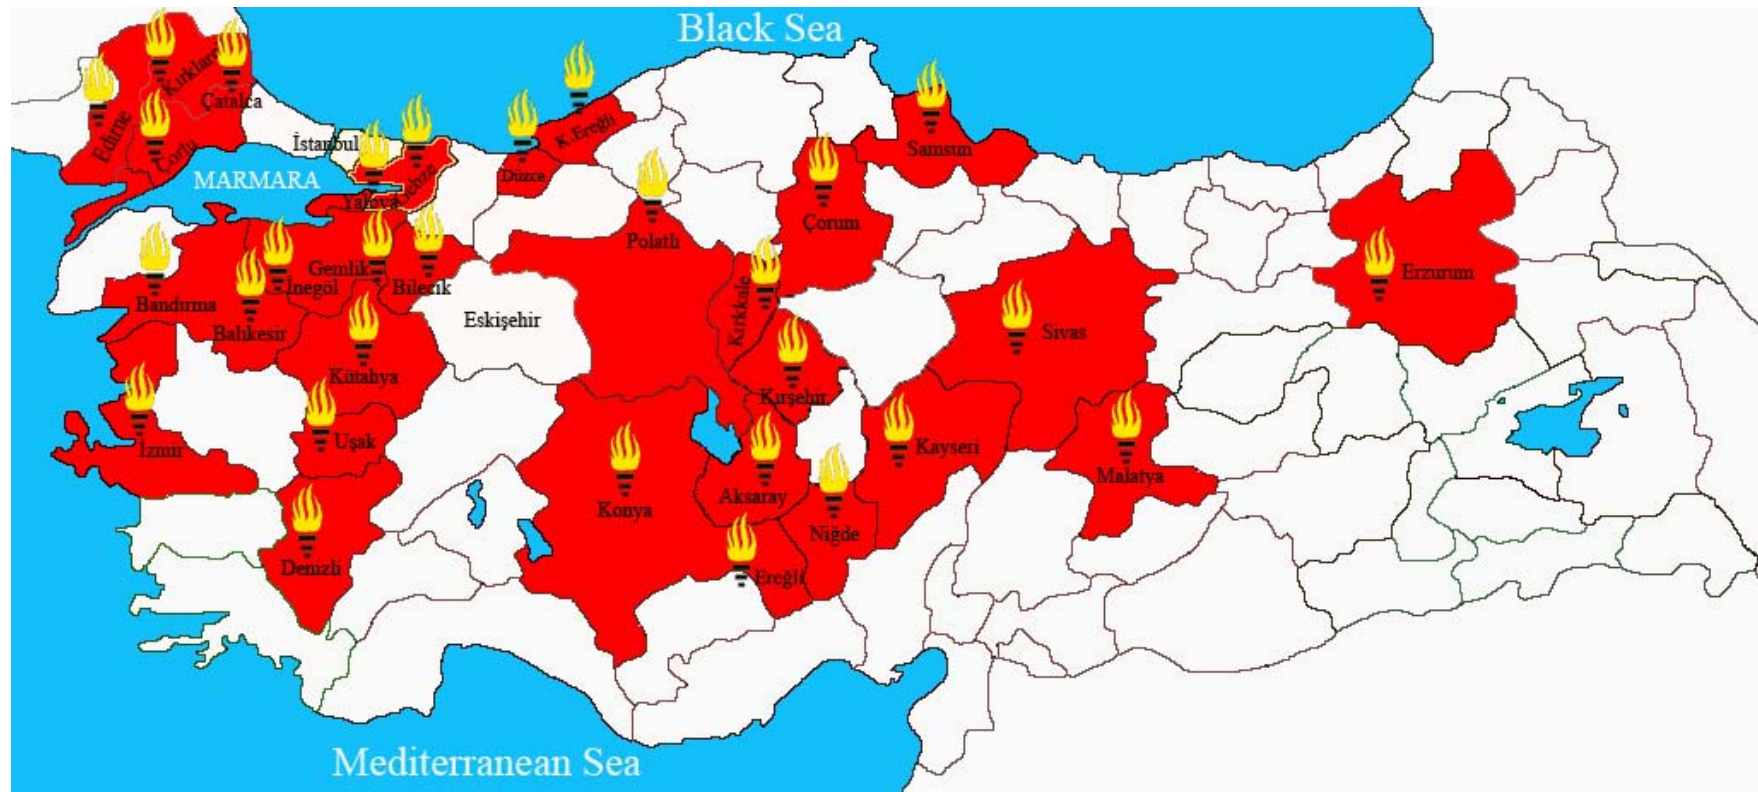 Black Sea
Kırklareli
Çatalca
Edirne
Çorlu
İstanbul
K.Ereğli
Samsun
MARMARA
Gebze
Düzce
Yalova
Çorum
Polatlı
Gemlik
İnegöl
Bilecik
Erzurum
Bandırma
Balıkesir
Eskişehir
Kırıkkale
Sivas
Kütahya
Kırşehir
İzmir
Uşak
Kayseri
Malatya
Konya
Aksaray
Niğde
Denizli
Ereğli
Mediterranean Sea